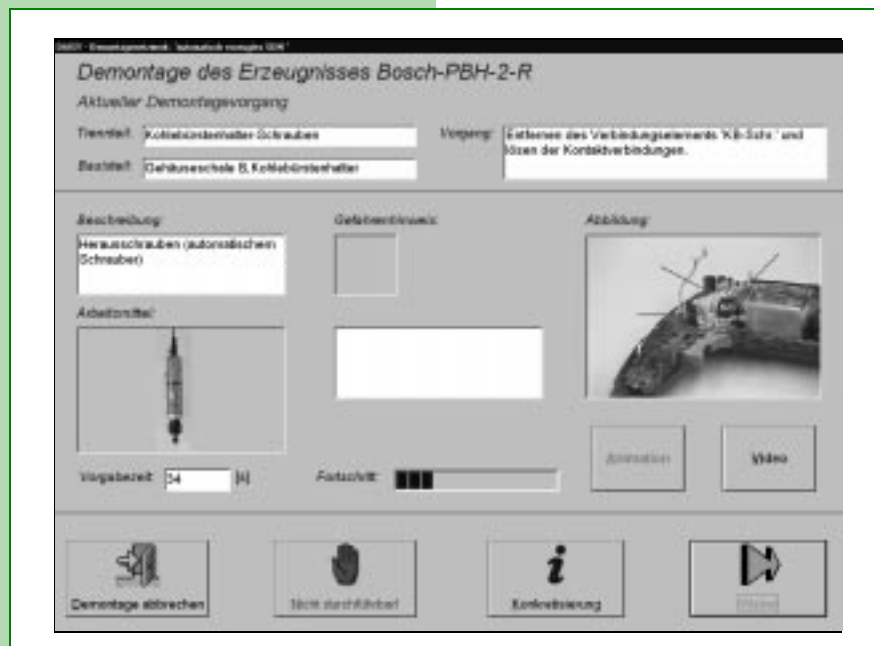 Demontage des Erzeugnisses Bosch-PBH-2-R
Aktueller Demontagevorgang
Trennteil: Kohlebürstenhalter-Schrauben
Vorgang: Entfernen des Verbindungselements 'KB-Schr.' und
lösen der Kontaktverbindungen.
Basisteil: Gehäuseschale B, Kohlebürstenhalter
Beschreibung:
Herausschrauben (automatischem
Schrauber)
Gefahrenhinweis:
Abbildung:
Arbeitsmittel:
Vorgabezeit: 34 [s]
Fortschritt:
Animation
Video
Demontage abbrechen
Nicht durchführbar!
Konkretisierung
Weiter